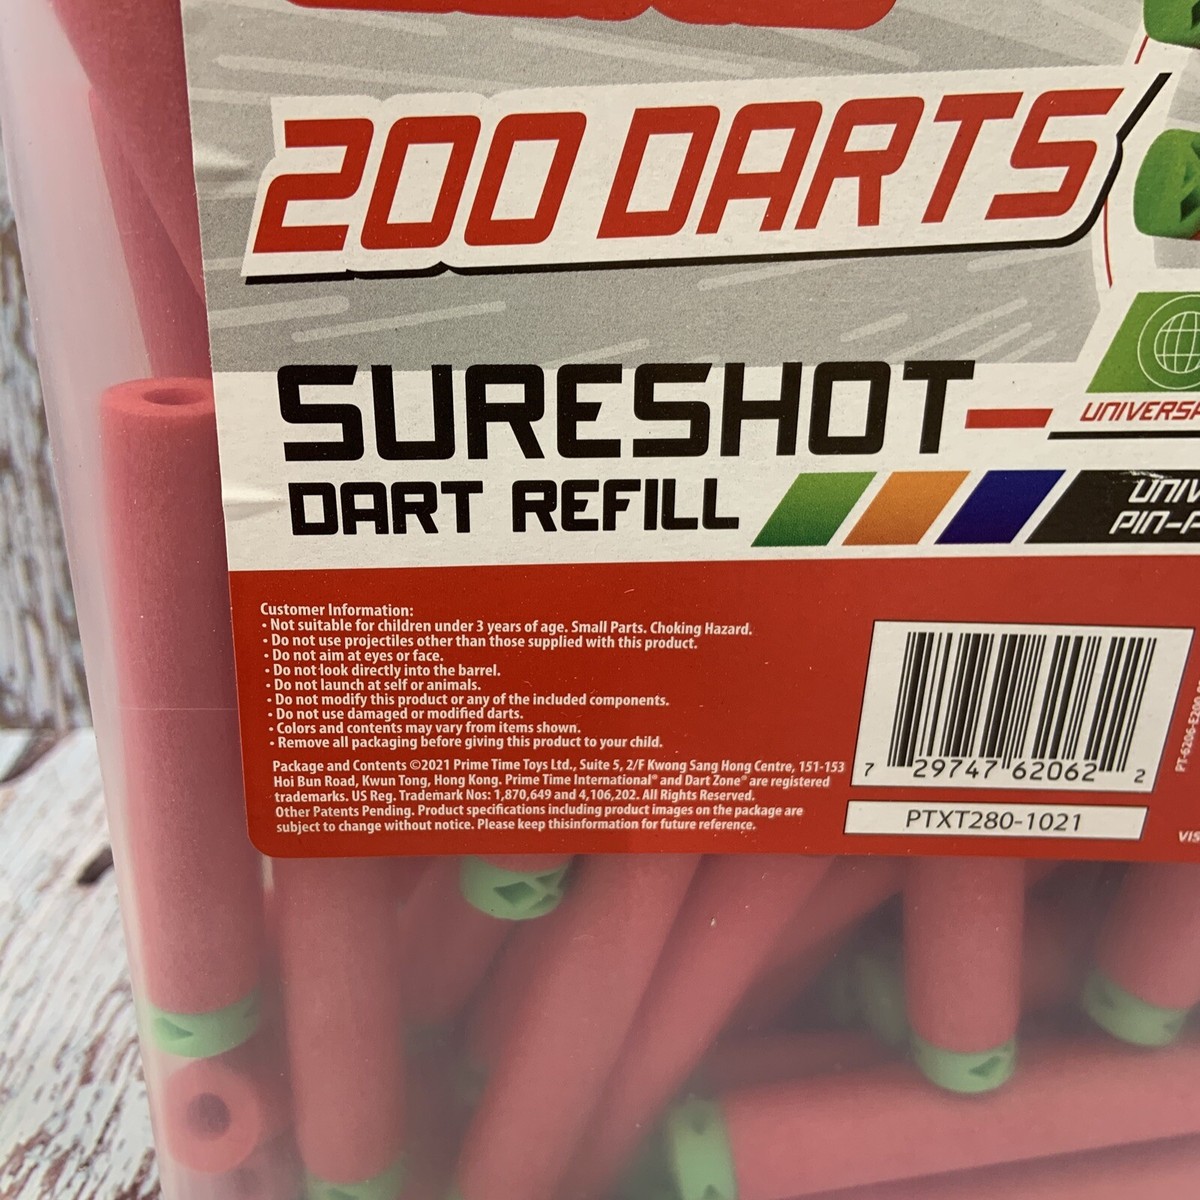 200 DARTS
SURESHOT
DART REFILL
Customer Information:
• Not suitable for children under 3 years of age. Small Parts. Choking Hazard.
• Do not use projectiles other than those supplied with this product.
• Do not aim at eyes or face.
• Do not look directly into the barrel.
• Do not launch at self or animals.
• Do not modify this product or any of the included components.
• Do not use damaged or modified darts.
• Colors and contents may vary from items shown.
• Remove all packaging before giving this product to your child.
Package and Contents ©2021 Prime Time Toys Ltd., Suite 5, 2/F Kwong Sang Hong Centre, 151-153
Hoi Bun Road, Kwun Tong, Hong Kong. Prime Time International® and Dart Zone® are registered
trademarks. US Reg. Trademark Nos: 1,870,649 and 4,106,202. All Rights Reserved.
Other Patents Pending. Product specifications including product images on the package are
subject to change without notice. Please keep thisinformation for future reference.
7 29747 62062 2
PTXT280-1021